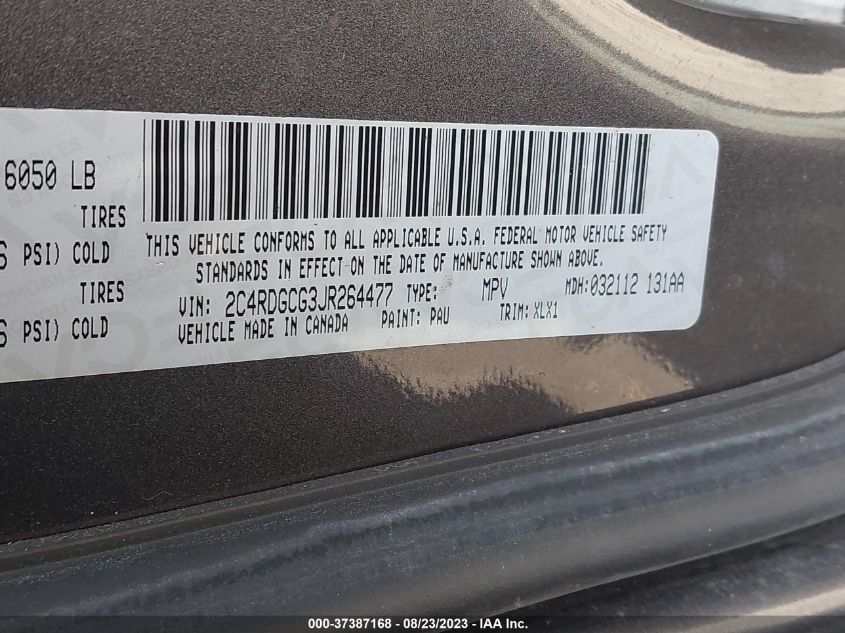 6050 LB
TIRES
PSI) COLD
TIRES
PSI) COLD
THIS VEHICLE CONFORMS TO ALL APPLICABLE U.S.A. FEDERAL MOTOR VEHICLE SAFETY
STANDARDS IN EFFECT ON THE DATE OF MANUFACTURE SHOWN ABOVE.
VIN: 2C4RDGCG3JR264477 TYPE: MPV MDH:032112 131AA
VEHICLE MADE IN CANADA PAINT: PAU TRIM: XLX1
000-37387168 - 08/23/2023 - © IAA Inc.